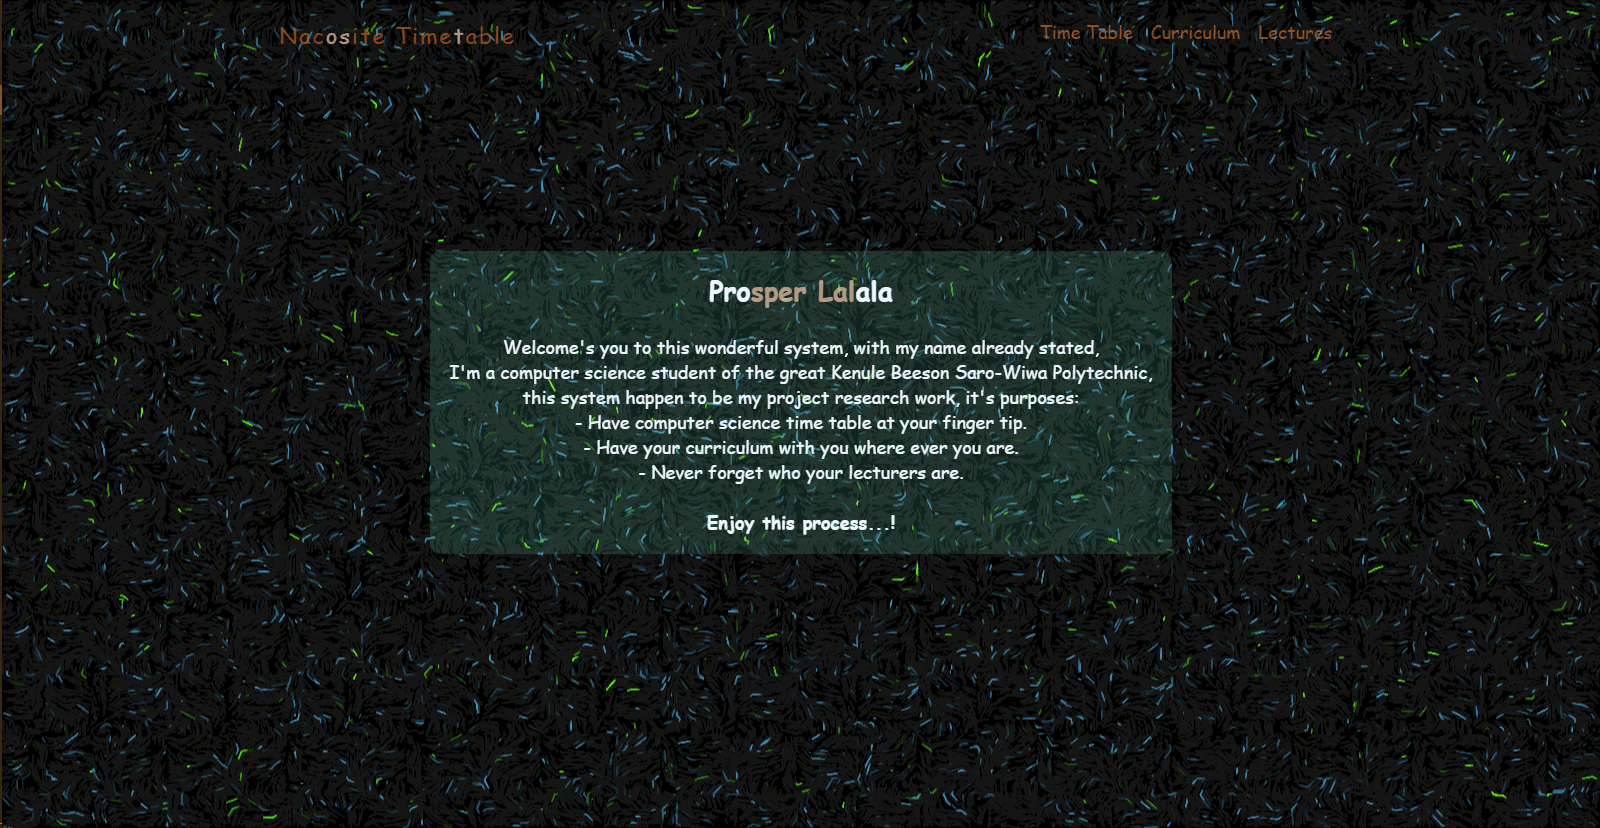 Nacosite Timetable
Time Table Curriculum Lectures
Prosper Lalala
Welcome's you to this wonderful system, with my name already stated,
I'm a computer science student of the great Kenule Beeson Saro-Wiwa Polytechnic,
this system happen to be my project research work, it's purposes:
- Have computer science time table at your finger tip.
- Have your curriculum with you where ever you are.
- Never forget who your lecturers are.
Enjoy this process...!